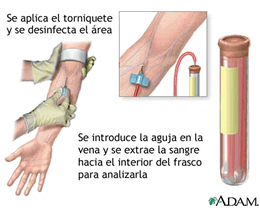 Se aplica el torniquete
y se desinfecta el área
Se introduce la aguja en la
vena y se extrae la sangre
hacia el interior del frasco
para analizarla
ADAM.